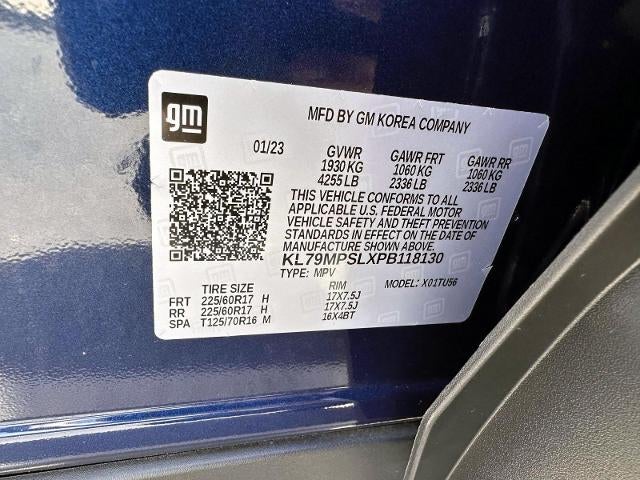 gm
MFD BY GM KOREA COMPANY
01/23 GVWR GAWR FRT GAWR RR
1930 KG 1060 KG 1060 KG
4255 LB 2336 LB 2336 LB
THIS VEHICLE CONFORMS TO ALL
APPLICABLE U.S. FEDERAL MOTOR
VEHICLE SAFETY AND THEFT PREVENTION
STANDARDS IN EFFECT ON THE DATE OF
MANUFACTURE SHOWN ABOVE.
KL79MPSLXPB118130
TYPE: MPV MODEL: X01TU56
TIRE SIZE RIM
FRT 225/60R17 H 17X7.5J
RR 225/60R17 H 17X7.5J
SPA T125/70R16 M 16X4BT